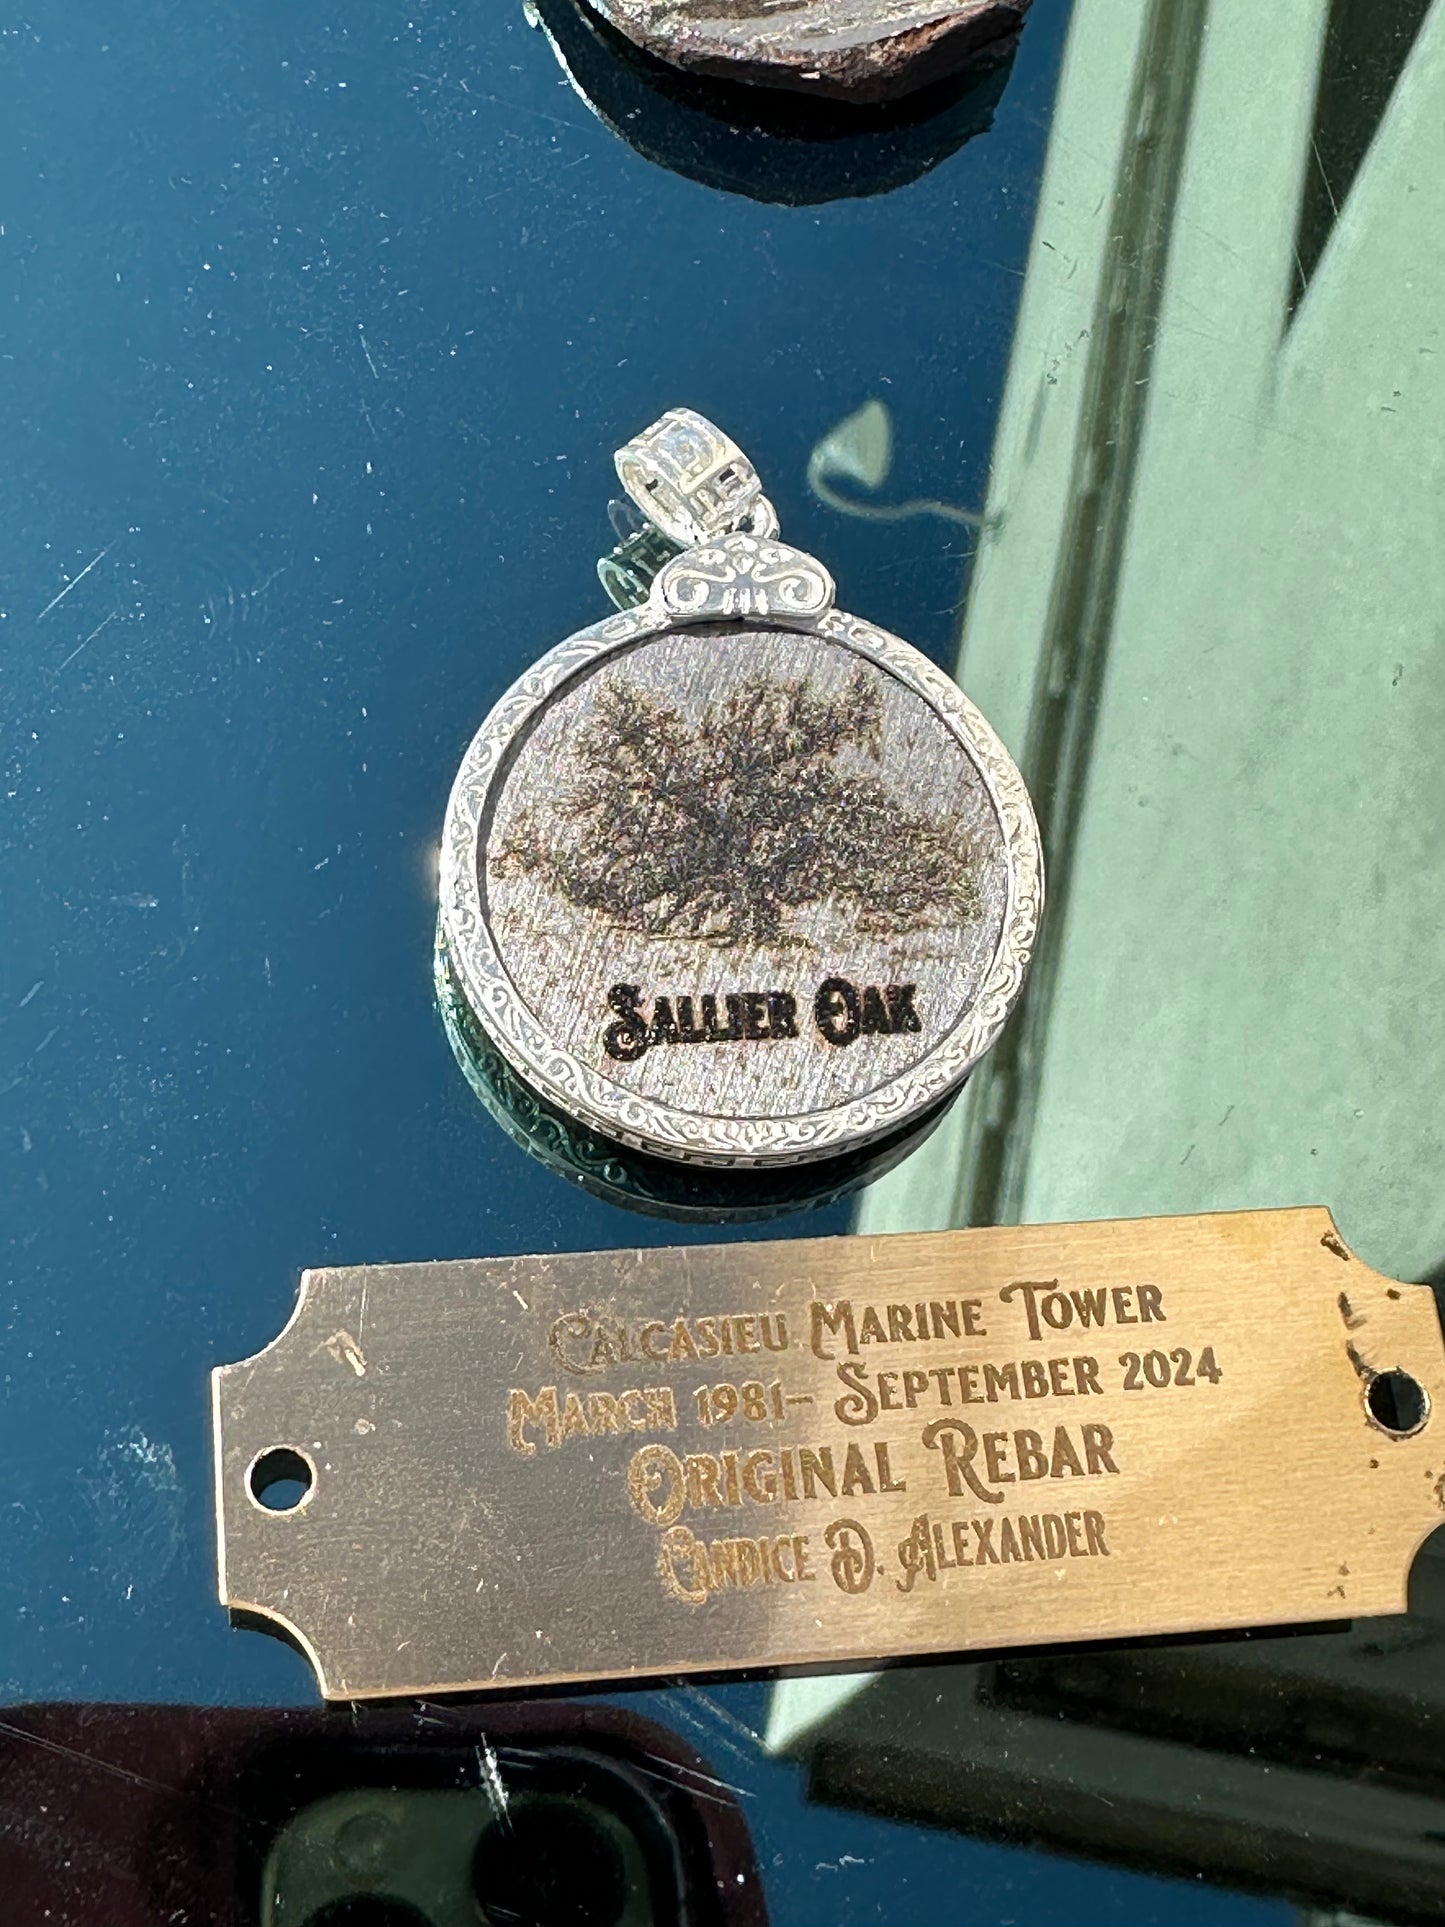 Sallier Oak
Calcasieu Marine Tower
March 1981- September 2024
Original Rebar
Candice D. Alexander